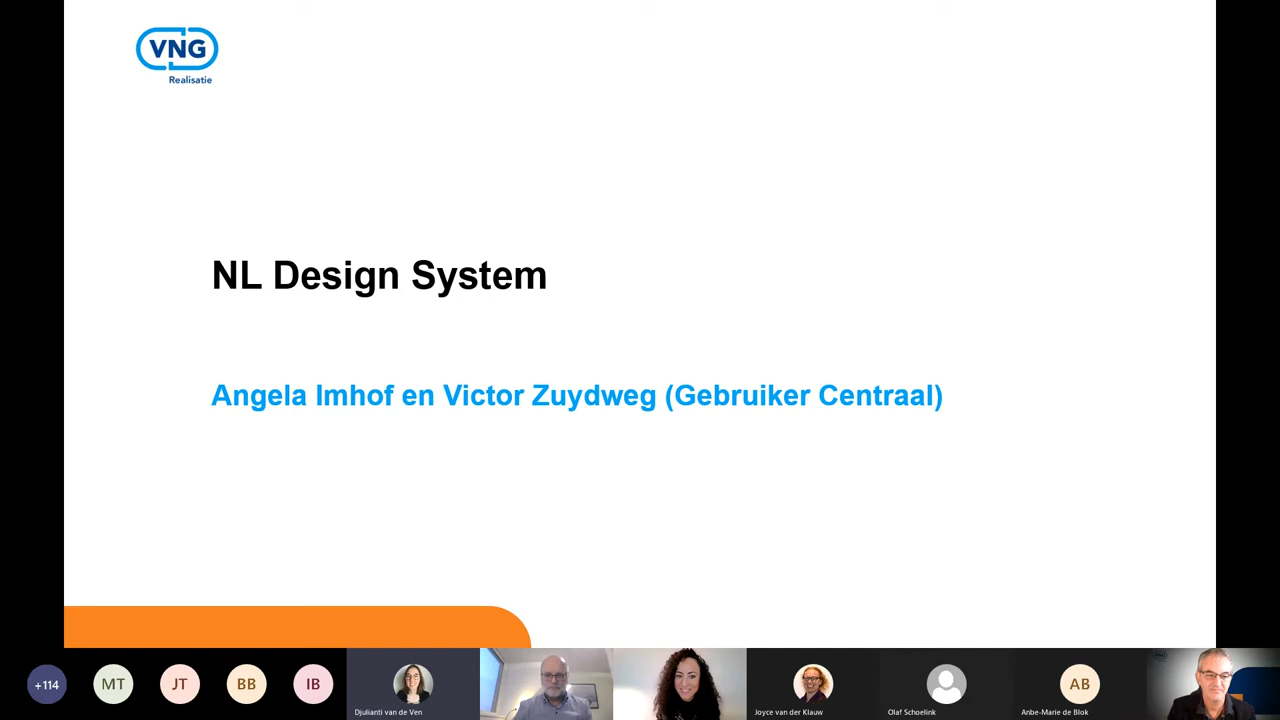 VNG
Realisatie
NL Design System
Angela Imhof en Victor Zuydweg (Gebruiker Centraal)
+114
MT
JT
BB
IB
Djulianti van de Ven
Joyce van der Klauw
Olaf Schoelink
AB
Anbe-Marie de Blok